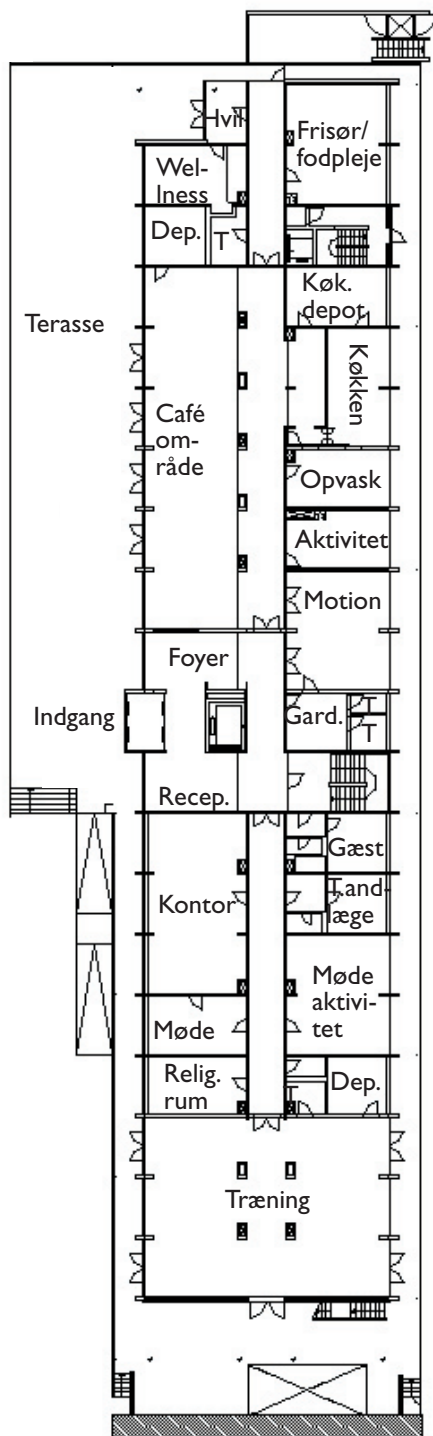 Hvil
Frisør/
fodpleje
Wel-
lness
Dep.
T
Køk.
depot
Terasse
Køkken
Café
om-
råde
Opvask
Aktivitet
Motion
Foyer
Indgang
Gard.
T
T
Recep.
Gæst
Tand-
læge
Kontor
Møde
aktivi-
tet
Møde
Relig.
rum
T
Dep.
Træning